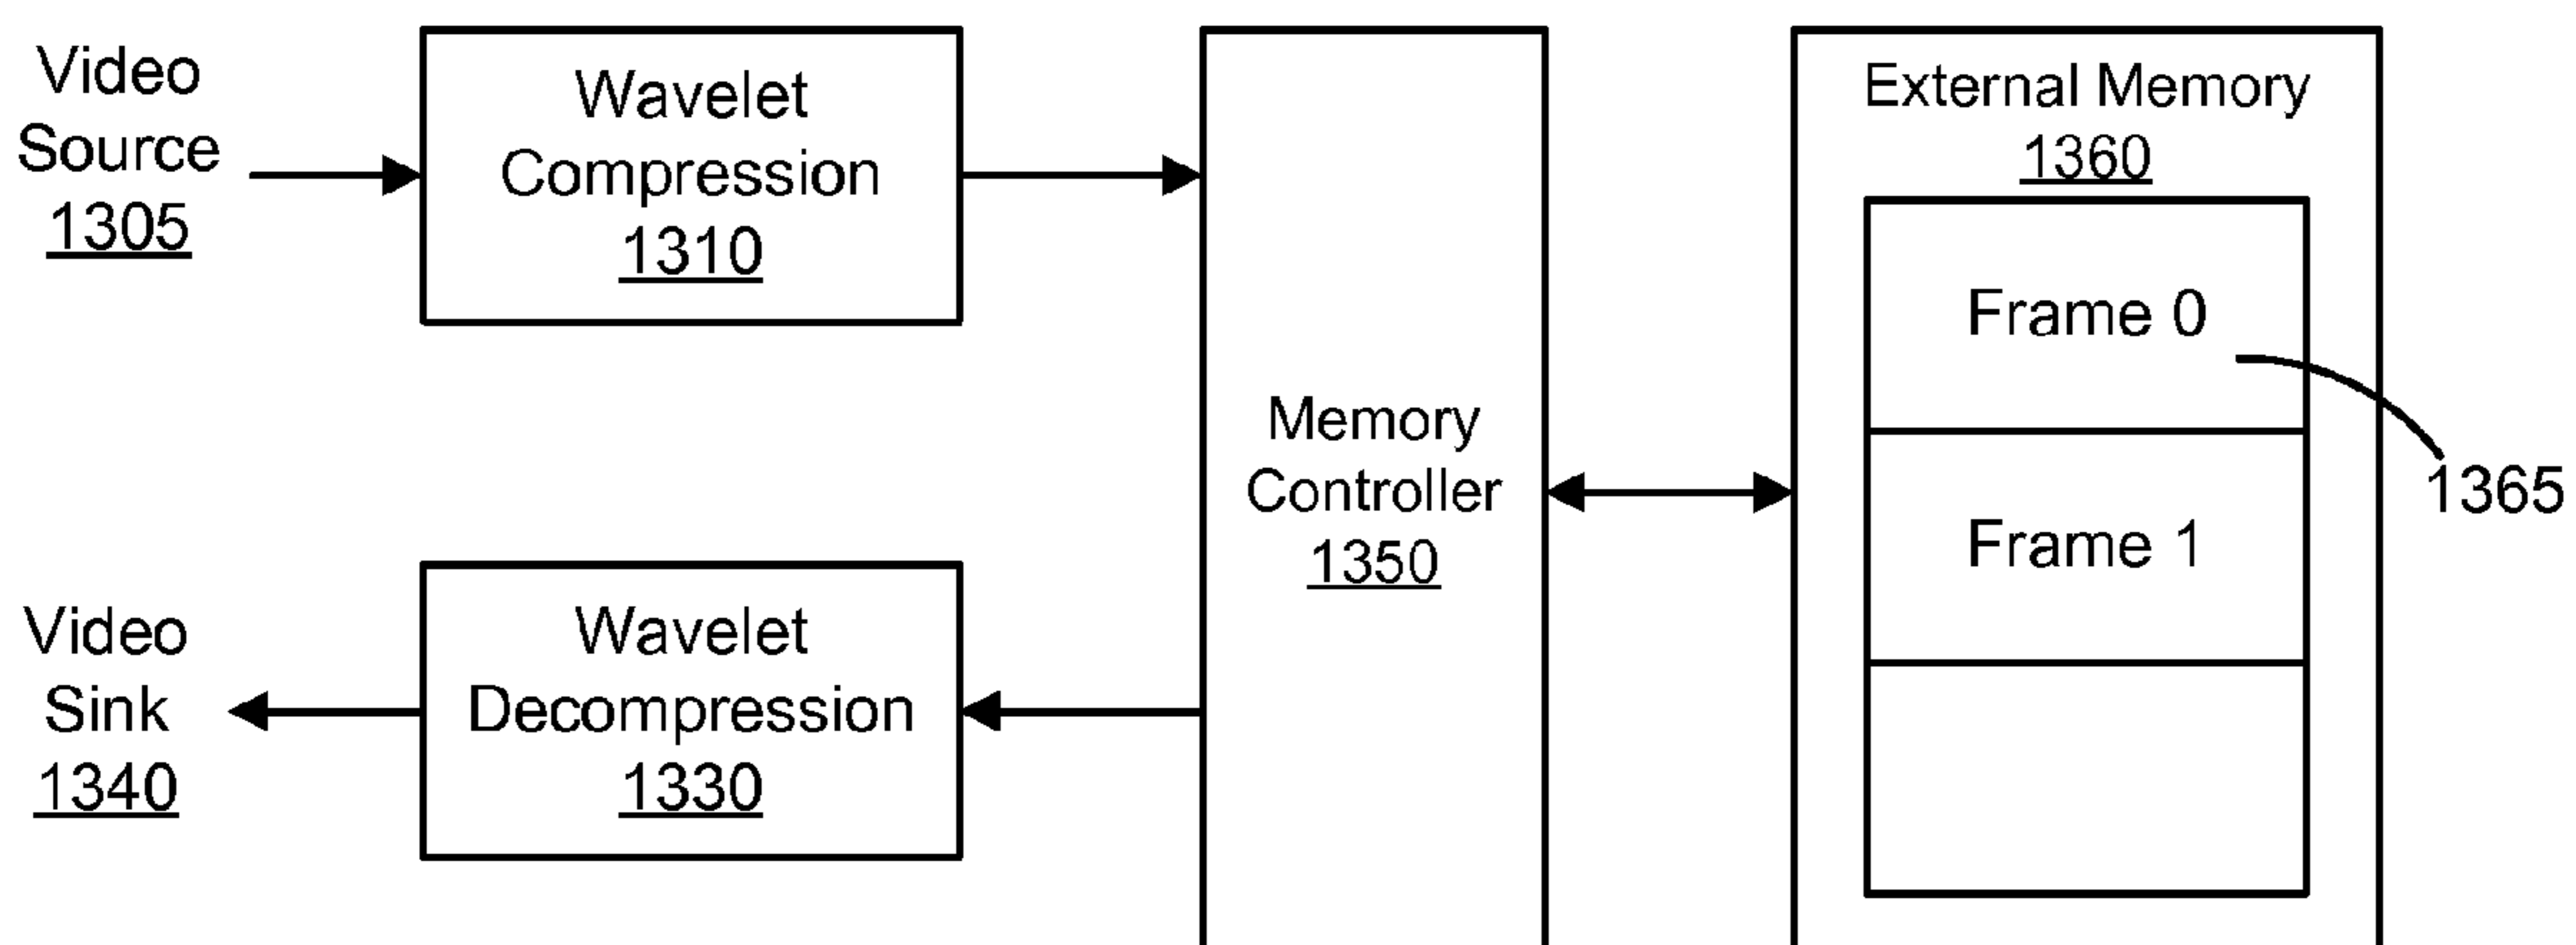 Video
Source
1305
Wavelet
Compression
1310
Video
Sink
1340
Wavelet
Decompression
1330
Memory
Controller
1350
External Memory
1360
Frame 0
Frame 1
1365